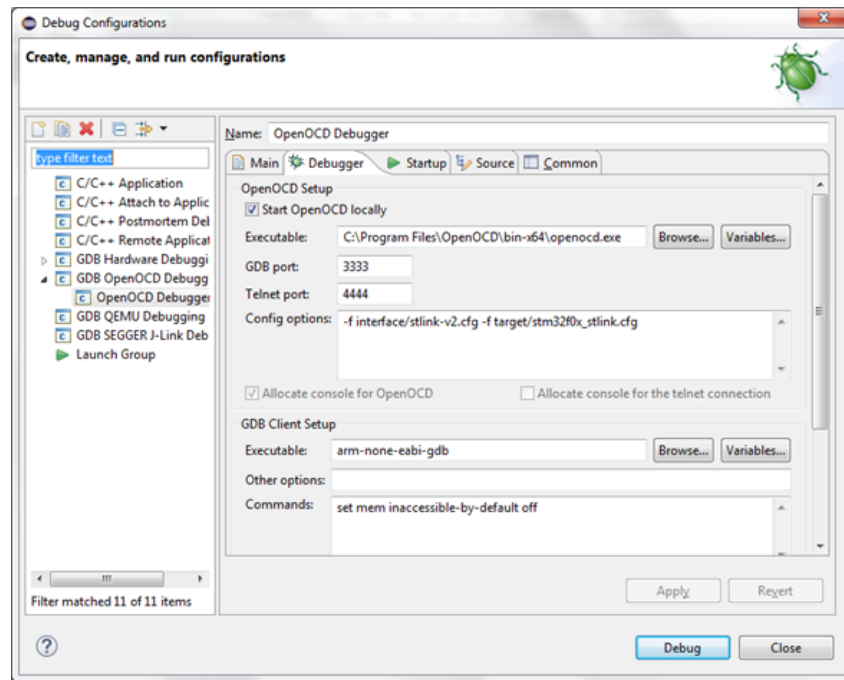 Debug Configurations
Create, manage, and run configurations
type filter text
C/C++ Application
C/C++ Attach to Applic
C/C++ Postmortem Del
C/C++ Remote Applicat
GDB Hardware Debuggi
GDB OpenOCD Debugg
OpenOCD Debugger
GDB QEMU Debugging
GDB SEGGER J-Link Deb
Launch Group
Filter matched 11 of 11 items
Name: OpenOCD Debugger
Main Debugger Startup Source Common
OpenOCD Setup
Start OpenOCD locally
Executable: C:\Program Files\OpenOCD\bin-x64\openocd.exe Browse... Variables...
GDB port: 3333
Telnet port: 4444
Config options: -f interface/stlink-v2.cfg -f target/stm32f0x_stlink.cfg
Allocate console for OpenOCD Allocate console for the telnet connection
GDB Client Setup
Executable: arm-none-eabi-gdb Browse... Variables...
Other options:
Commands: set mem inaccessible-by-default off
Apply Revert
? Debug Close